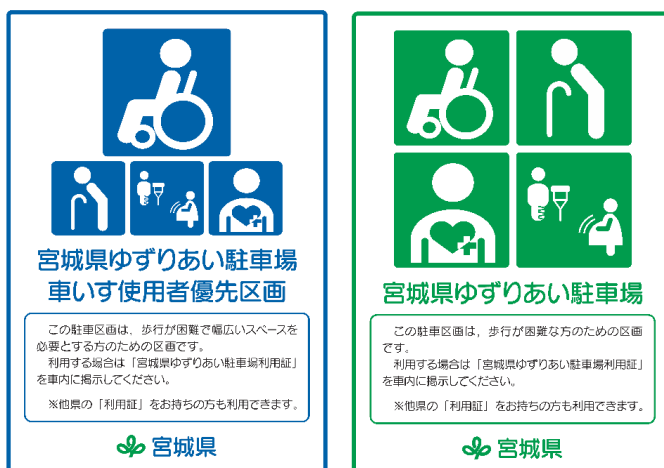 宮城県ゆずりあい駐車場
車いす使用者優先区画
この駐車区画は、歩行が困難で幅広いスペースを
必要とする方のための区画です。
利用する場合は「宮城県ゆずりあい駐車場利用証」
を車内に掲示してください。
※他県の「利用証」をお持ちの方も利用できます。
宮城県
宮城県ゆずりあい駐車場
この駐車区画は，歩行が困難な方のための区画
です。
利用する場合は「宮城県ゆずりあい駐車場利用証」
を車内に掲示してください。
※他県の「利用証」をお持ちの方も利用できます。
宮城県